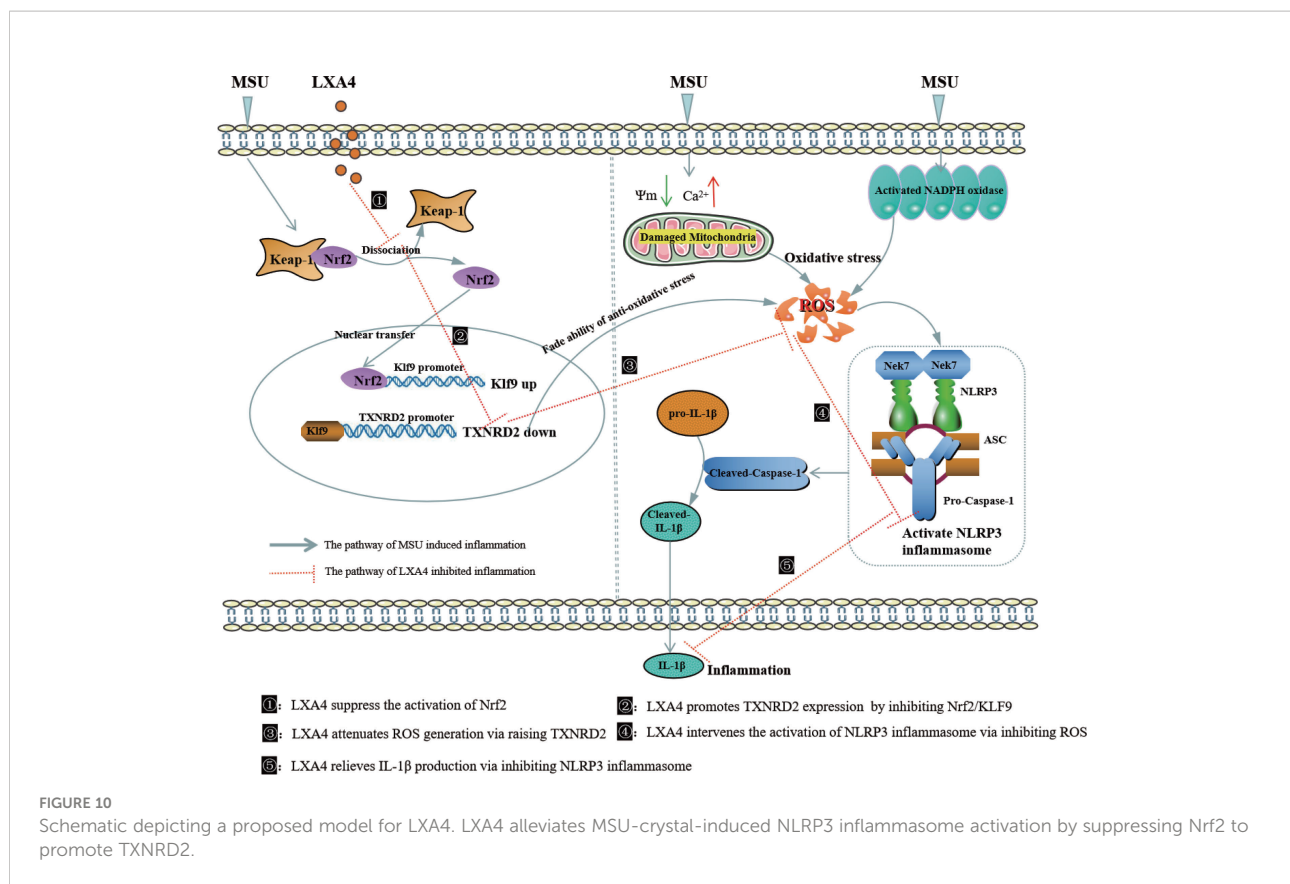 MSU
LXA4
MSU
MSU
①
Keap-1
Ψm
Ca²⁺
Activated NADPH oxidase
Damaged Mitochondria
Keap-1
Nrf2
Dissociation
Nrf2
Oxidative stress
ROS
Fade ability of anti-oxidative stress
Nuclear transfer
②
Klf9 promoter
Nrf2
Klf9 up
③
Nek7
Nek7
NLRP3
TXNRD2 promoter
Klf9
TXNRD2 down
pro-IL-1β
④
ASC
Cleaved-Caspase-1
Pro-Caspase-1
Cleaved-
IL-1β
Activate NLRP3
inflammasome
The pathway of MSU induced inflammation
The pathway of LXA4 inhibited inflammation
⑤
IL-1β
Inflammation
①: LXA4 suppress the activation of Nrf2
②: LXA4 promotes TXNRD2 expression by inhibiting Nrf2/KLF9
③: LXA4 attenuates ROS generation via raising TXNRD2
④: LXA4 intervenes the activation of NLRP3 inflammasome via inhibiting ROS
⑤: LXA4 relieves IL-1β production via inhibiting NLRP3 inflammasome
FIGURE 10
Schematic depicting a proposed model for LXA4. LXA4 alleviates MSU-crystal-induced NLRP3 inflammasome activation by suppressing Nrf2 to
promote TXNRD2.